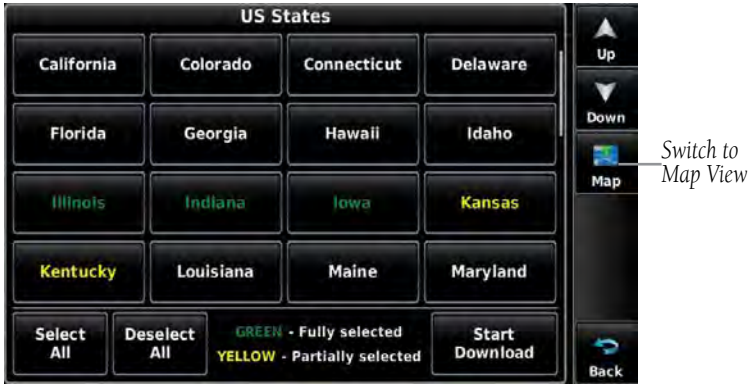 US States
California Colorado Connecticut Delaware
Florida Georgia Hawaii Idaho
Illinois Indiana Iowa Kansas
Kentucky Louisiana Maine Maryland
Select All
Deselect All
GREEN - Fully selected
YELLOW - Partially selected
Start Download
Up
Down
Map
Back
Switch to
Map View